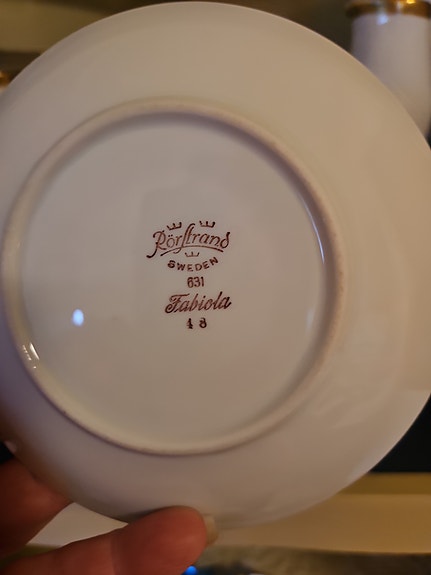 Rörstrand
SWEDEN
631
Fabiola
4 8